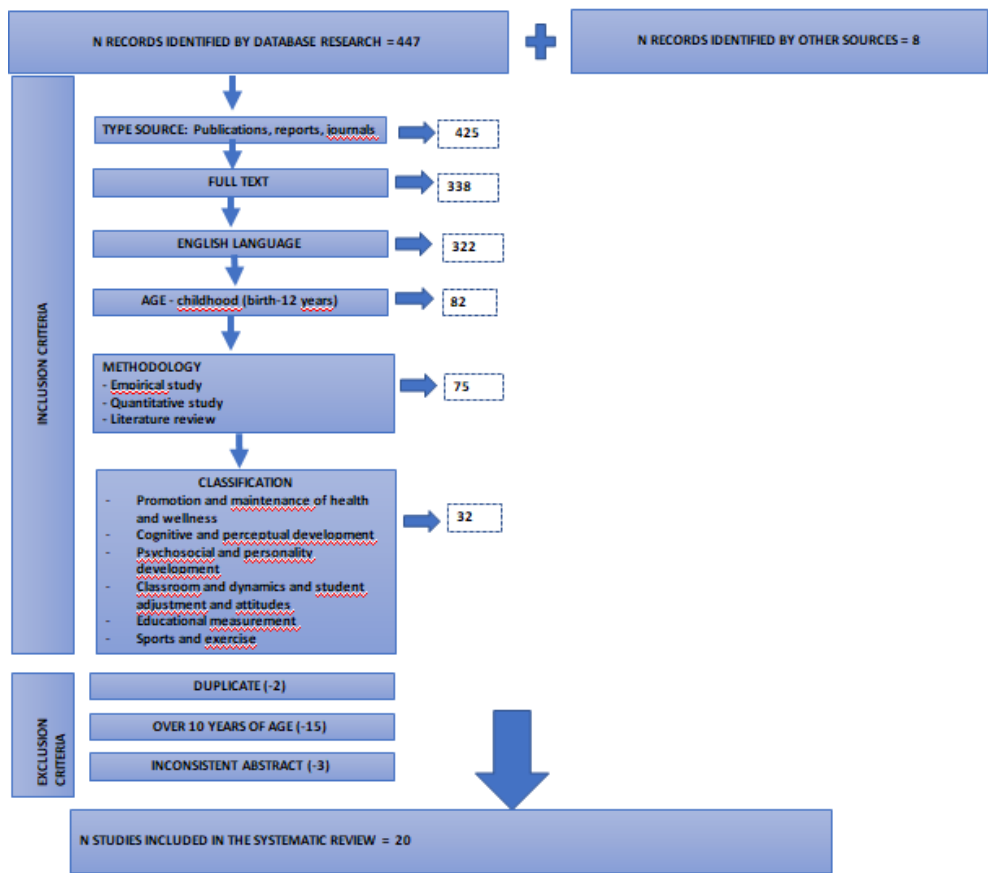 N RECORDS IDENTIFIED BY DATABASE RESEARCH = 447
N RECORDS IDENTIFIED BY OTHER SOURCES = 8
INCLUSION CRITERIA
TYPE SOURCE: Publications, reports, journals
425
FULL TEXT
338
ENGLISH LANGUAGE
322
AGE - childhood (birth-12 years)
82
METHODOLOGY
- Emoirical study
- Quantitative study
- Literature review
75
CLASSIFICATION
- Promotion and maintenance of health
and wellness
- Cognitive and perceptual development
- Psychosocial and personality
development
- Classroom and dynamics and student
adjustment and attitudes
- Educational measurement
- Sports and exercise
32
EXCLUSION
CRITERIA
DUPLICATE (-2)
OVER 10 YEARS OF AGE (-15)
INCONSISTENT ABSTRACT (-3)
N STUDIES INCLUDED IN THE SYSTEMATIC REVIEW = 20